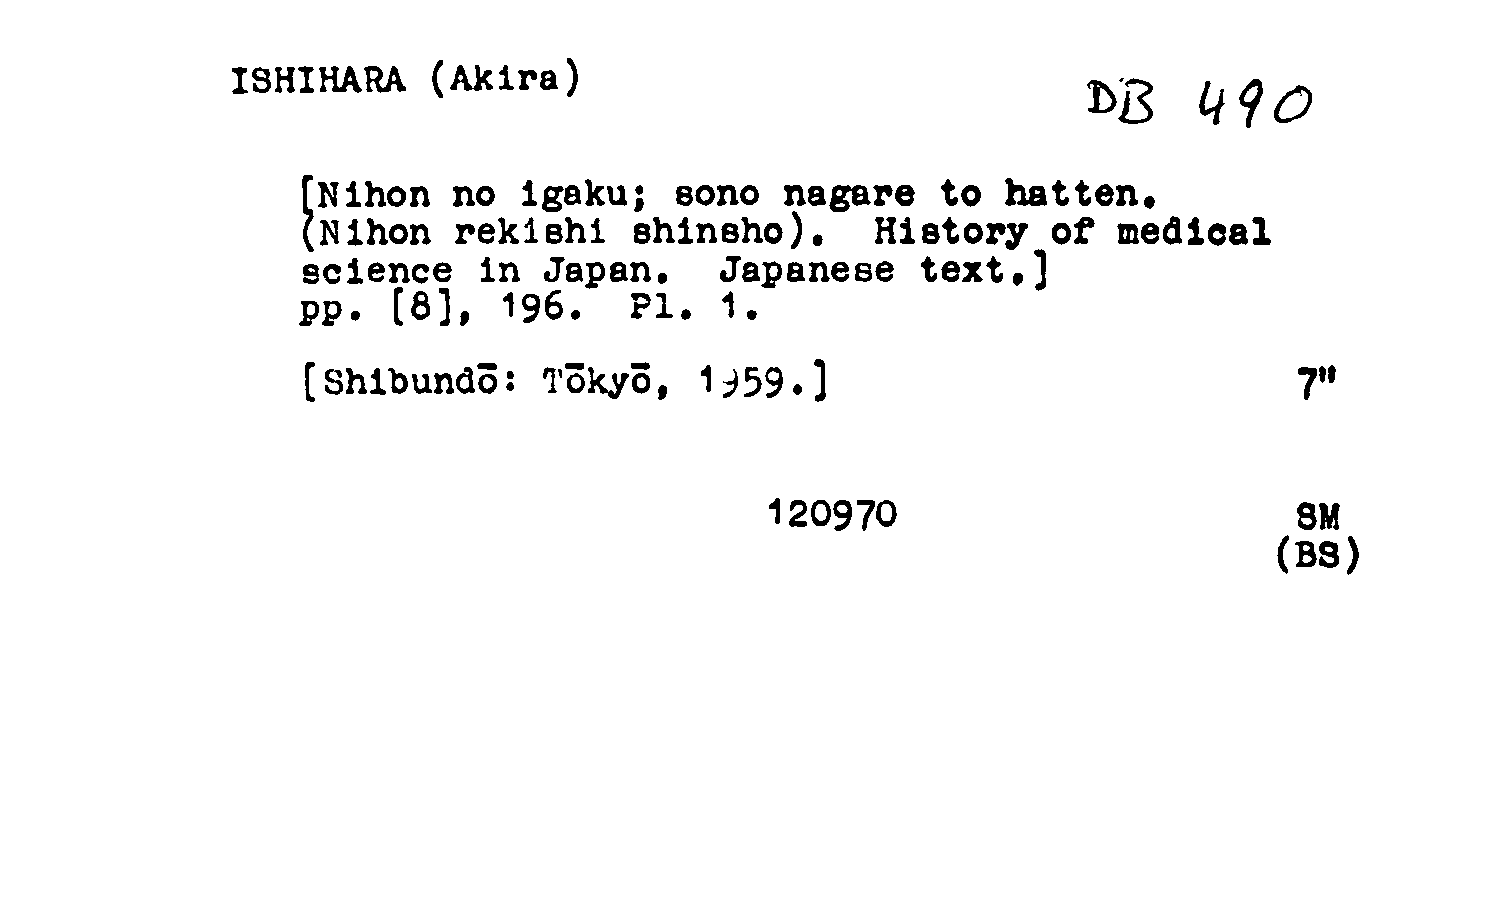 ISHIHARA (Akira)
DB 490
[Nihon no igaku; sono nagare to hatten.
(Nihon rekishi shinsho). History of medical
science in Japan. Japanese text.]
pp. [8], 196. Pl. 1.
[Shibundō: Tōkyō, 1959.] 7"
120970 SM
(BS)